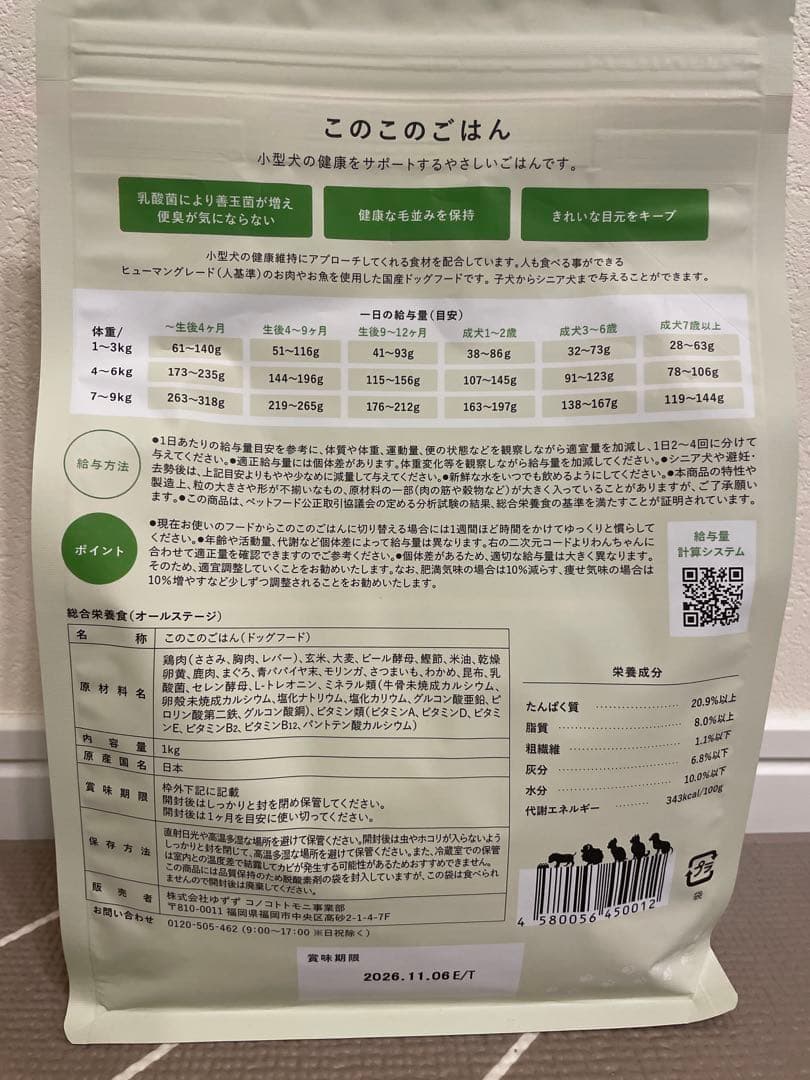 このこのごはん
小型犬の健康をサポートするやさしいごはんです。
乳酸菌により善玉菌が増え
便臭が気にならない
健康な毛並みを保持
きれいな目元をキープ
小型犬の健康維持にアプローチしてくれる食材を配合しています。人も食べる事ができる
ヒューマングレード(人基準)のお肉やお魚を使用した国産ドッグフードです。子犬からシニア犬まで与えることができます。
一日の給与量(目安)
体重/ ～生後4ヶ月 生後4～9ヶ月 生後9～12ヶ月 成犬1～2歳 成犬3～6歳 成犬7歳以上
1～3kg 61～140g 51～116g 41～93g 38～86g 32～73g 28～63g
4～6kg 173～235g 144～196g 115～156g 107～145g 91～123g 78～106g
7～9kg 263～318g 219～265g 176～212g 163～197g 138～167g 119～144g
給与方法
●1日あたりの給与量目安を参考に、体質や体重、運動量、便の状態などを観察しながら適宜量を加減し、1日2～4回に分けて
与えてください。●適正給与量には個体差があります。体重変化等を観察しながら給与量を加減してください。●シニア犬や避妊・
去勢後は、上記目安よりもやや少なめに減量して与えてください。●新鮮な水をいつでも飲めるようにしてください。●本商品の特性や
製造上、粒の大きさや形が不揃いなもの、原材料の一部(肉の筋や穀物など)が大きく入っていることがありますが、ご了承願い
ます。●この商品は、ペットフード公正取引協議会の定める分析試験の結果、総合栄養食の基準を満たすことが証明されています。
ポイント
●現在お使いのフードからこのこのごはんに切り替える場合には1週間ほど時間をかけてゆっくりと慣らして
ください。●年齢や活動量、代謝など個体差によって給与量は異なります。右の二次元コードよりわんちゃんに
合わせて適正量を確認できますのでご参考ください。●個体差があるため、適切な給与量は大きく異なります。
そのため、適宜調整していくことをお勧めいたします。なお、肥満気味の場合は10%減らす、痩せ気味の場合は
10%増やすなど少しずつ調整されることをお勧めいたします。
給与量
計算システム
総合栄養食(オールステージ)
名称 このこのごはん(ドッグフード)
原材料名 鶏肉(ささみ、胸肉、レバー)、玄米、大麦、ビール酵母、鰹節、米油、乾燥
卵黄、鹿肉、まぐろ、青パパイヤ末、モリンガ、さつまいも、わかめ、昆布、乳
酸菌、セレン酵母、L-トレオニン、ミネラル類(牛骨未焼成カルシウム、
卵殻未焼成カルシウム、塩化ナトリウム、塩化カリウム、グルコン酸亜鉛、ピ
ロリン酸第二鉄、グルコン酸銅)、ビタミン類(ビタミンA、ビタミンD、ビタミ
ンE、ビタミンB2、ビタミンB12、パントテン酸カルシウム)
内容量 1kg
原産国名 日本
賞味期限 枠外下記に記載
開封後はしっかりと封を閉め保管してください。
開封後は1ヶ月を目安に使い切ってください。
保存方法 直射日光や高温多湿な場所を避けて保管ください。開封後は虫やホコリが入らないよう
しっかりと封を閉じて、高温多湿な場所を避けて保管ください。また、冷蔵室での保管
は室内との温度差で結露してカビが発生する可能性があるためおすすめできません。
この商品には品質保持のため脱酸素剤の袋を封入していますが、この袋は食べられ
ませんので開封後は廃棄してください。
販売者 株式会社ゆずず コノコトトモニ事業部
〒810-0011 福岡県福岡市中央区高砂2-1-4-7F
お問い合わせ 0120-505-462 (9:00～17:00 ※日祝除く)
栄養成分
たんぱく質 20.9%以上
脂質 8.0%以上
粗繊維 1.1%以下
灰分 6.8%以下
水分 10.0%以下
代謝エネルギー 343kcal/100g
4 580056 450012
プラ
袋
賞味期限
2026.11.06E/T